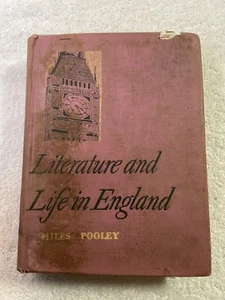 Literature and
Life in England
MILES POOLEY